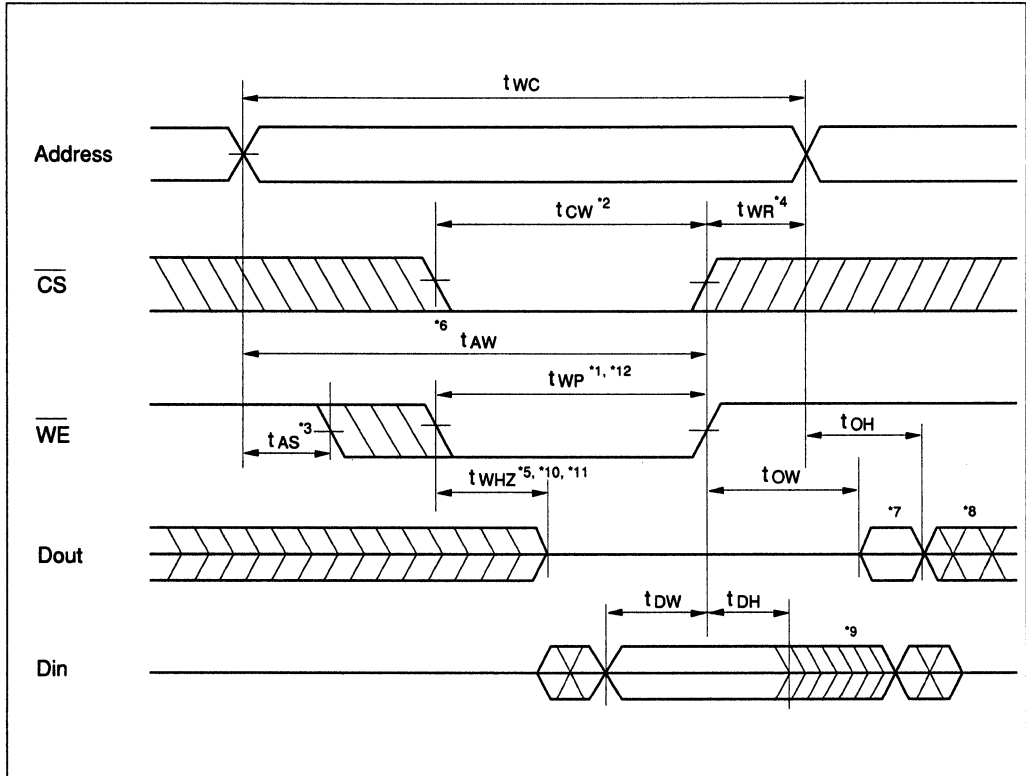 tWC
Address
tCW *2
tWR *4
CS
*6
tAW
tWP *1, *12
WE
tAS *3
tOH
tWHZ *5, *10, *11
tOW
*7
*8
Dout
tDW
tDH
*9
Din